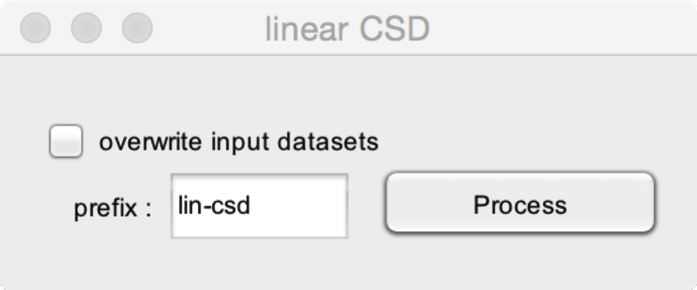 linear CSD
overwrite input datasets
prefix : lin-csd Process